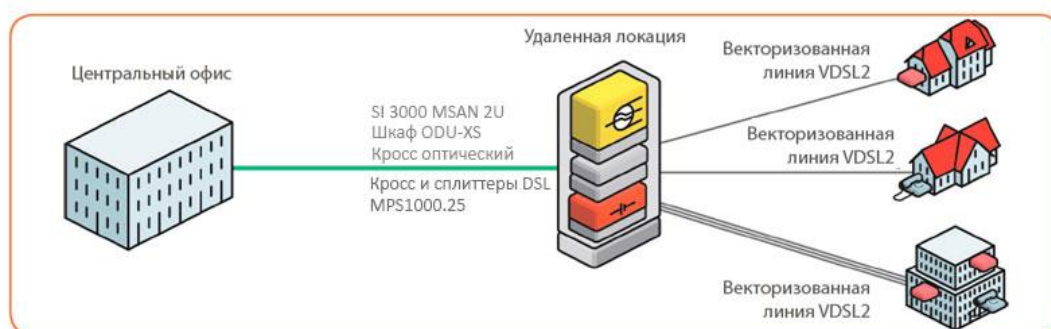 Центральный офис
SI 3000 MSAN 2U
Шкаф ODU-XS
Кросс оптический
Кросс и сплиттеры DSL
MPS1000.25
Удаленная локация
Векторизованная
линия VDSL2
Векторизованная
линия VDSL2
Векторизованная
линия VDSL2